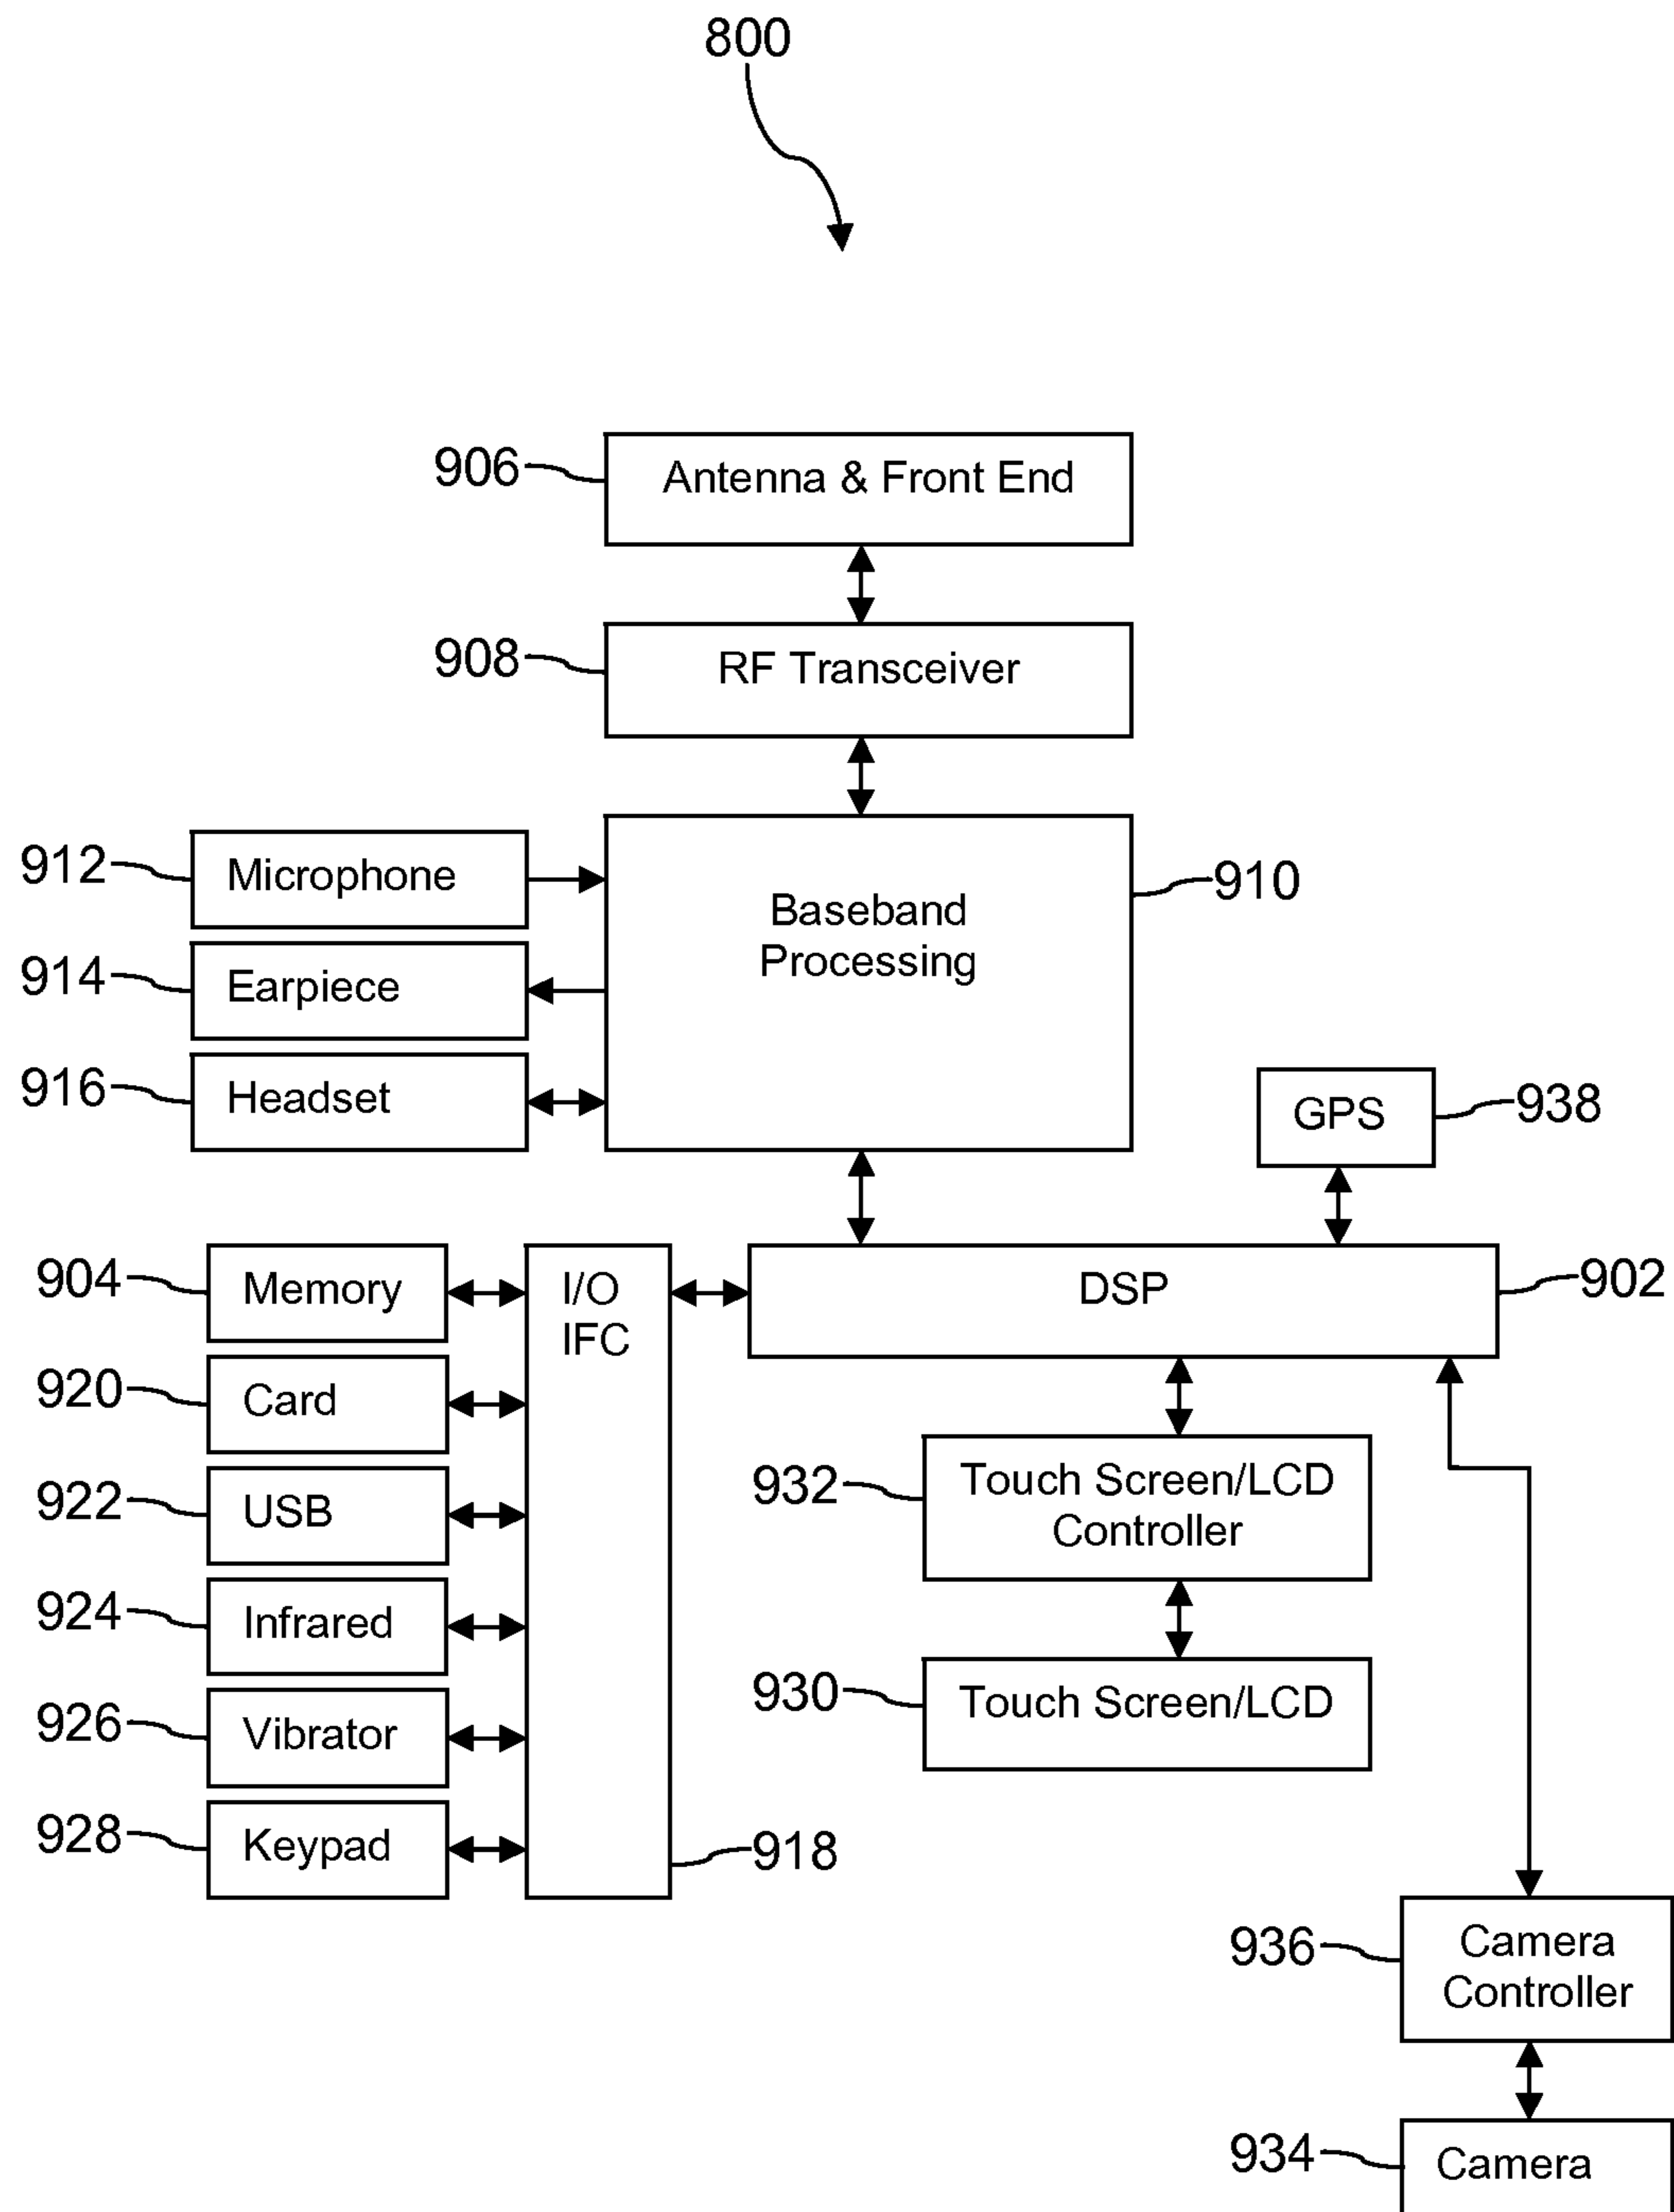 800
906
Antenna & Front End
908
RF Transceiver
912
Microphone
Baseband
Processing
910
914
Earpiece
916
Headset
GPS
938
904
Memory
I/O
IFC
DSP
902
920
Card
922
USB
932
Touch Screen/LCD
Controller
924
Infrared
930
Touch Screen/LCD
926
Vibrator
928
Keypad
918
936
Camera
Controller
934
Camera